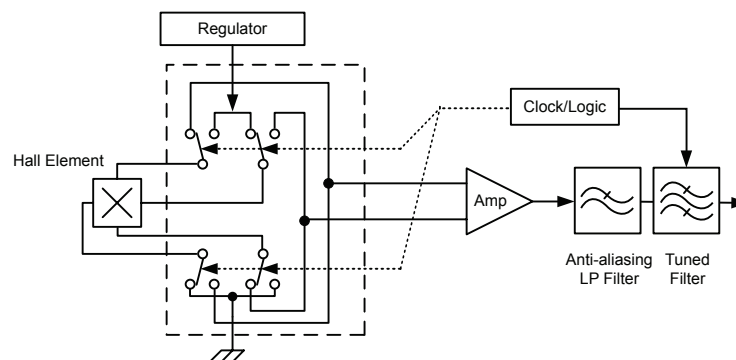 Regulator
Clock/Logic
Hall Element
Amp
Anti-aliasing
LP Filter
Tuned
Filter